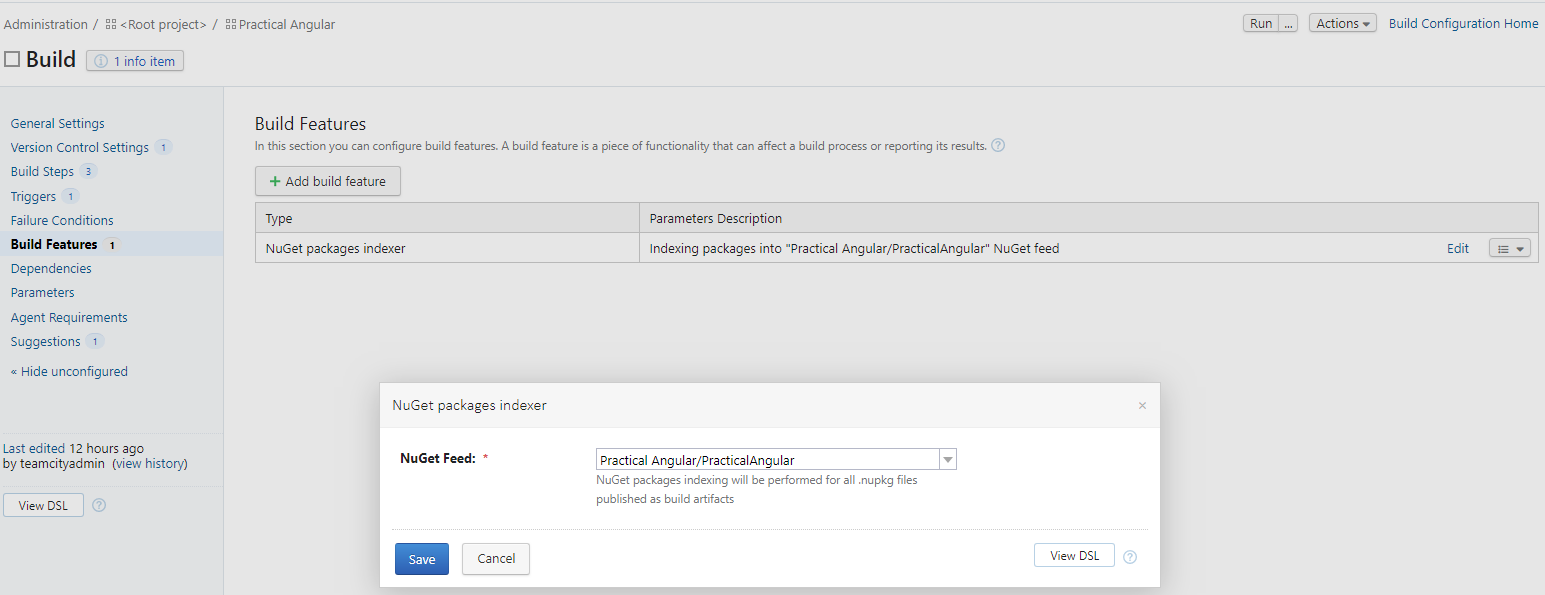 Administration / <Root project> / Practical Angular
Run ... Actions Build Configuration Home
Build 1 info item
General Settings
Version Control Settings 1
Build Steps 3
Triggers 1
Failure Conditions
Build Features 1
Dependencies
Parameters
Agent Requirements
Suggestions 1
« Hide unconfigured
Last edited 12 hours ago
by teamcityadmin (view history)
View DSL ?
Build Features
In this section you can configure build features. A build feature is a piece of functionality that can affect a build process or reporting its results. ?
+ Add build feature
Type Parameters Description
NuGet packages indexer Indexing packages into "Practical Angular/PracticalAngular" NuGet feed Edit
NuGet packages indexer ×
NuGet Feed: * Practical Angular/PracticalAngular
NuGet packages indexing will be performed for all .nupkg files
published as build artifacts
Save Cancel View DSL ?